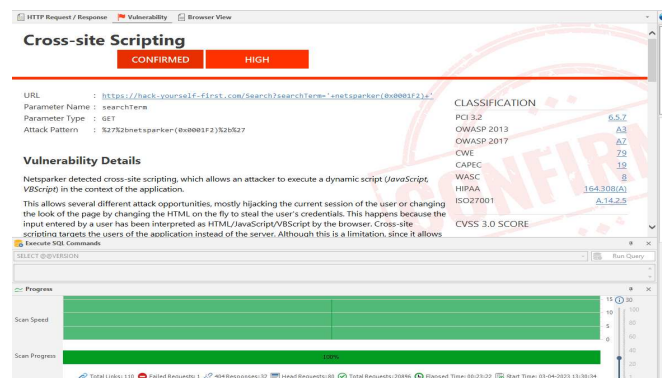 HTTP Request / Response Vulnerability Browser View
Cross-site Scripting
CONFIRMED HIGH
URL : https://hack-yourself-first.com/Search?searchTerm='+netsparker(0x0001F2)+'
Parameter Name : searchTerm
Parameter Type : GET
Attack Pattern : %27%2bnetsparker(0x0001F2)%2b%27
CLASSIFICATION
PCI 3.2 6.5.7
OWASP 2013 A3
OWASP 2017 A7
CWE 79
CAPEC 19
WASC 8
HIPAA 164.308(A)
ISO27001 A.14.2.5
CVSS 3.0 SCORE
CONFIRM
Vulnerability Details
Netsparker detected cross-site scripting, which allows an attacker to execute a dynamic script (JavaScript,
VBScript) in the context of the application.
This allows several different attack opportunities, mostly hijacking the current session of the user or changing
the look of the page by changing the HTML on the fly to steal the user's credentials. This happens because the
input entered by a user has been interpreted as HTML/JavaScript/VBScript by the browser. Cross-site
scripting targets the users of the application instead of the server. Although this is a limitation, since it allows
Execute SQL Commands
SELECT @@VERSION Run Query
Progress
Scan Speed
15
10
5
0
30
100
80
60
40
20
Scan Progress 100%
Total Links: 110 Failed Requests: 1 404 Responses: 32 Head Requests: 80 Total Requests: 20896 Elapsed Time: 00:23:22 Start Time: 03-04-2023 13:30:34